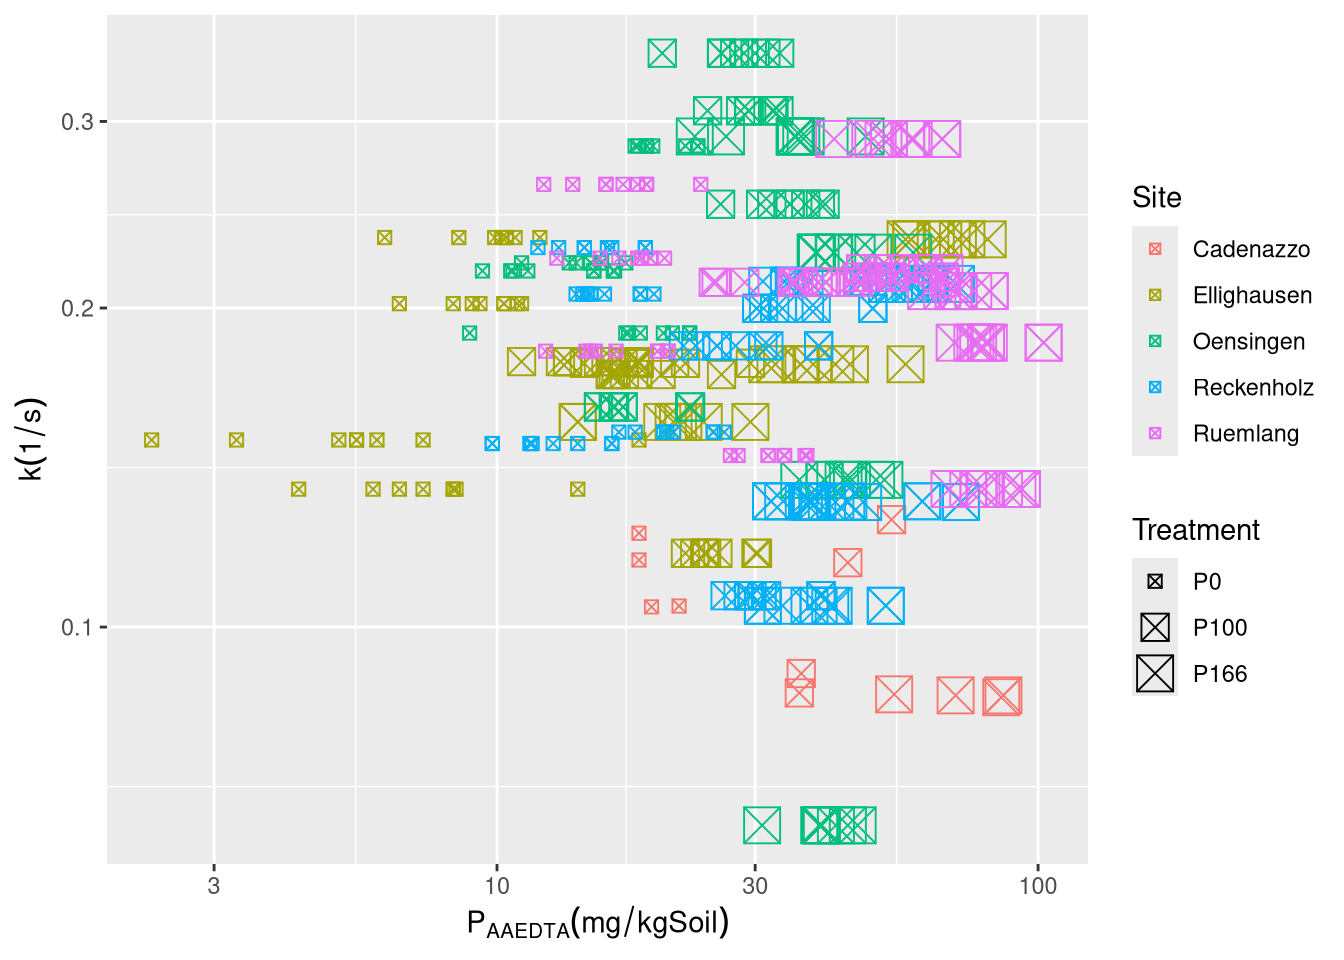 0.3
0.2
0.1
k(1/s)
3
10
30
100
P_AAEDTA(mg/kgSoil)
Site
Cadenazzo
Ellighausen
Oensingen
Reckenholz
Ruemlang
Treatment
P0
P100
P166